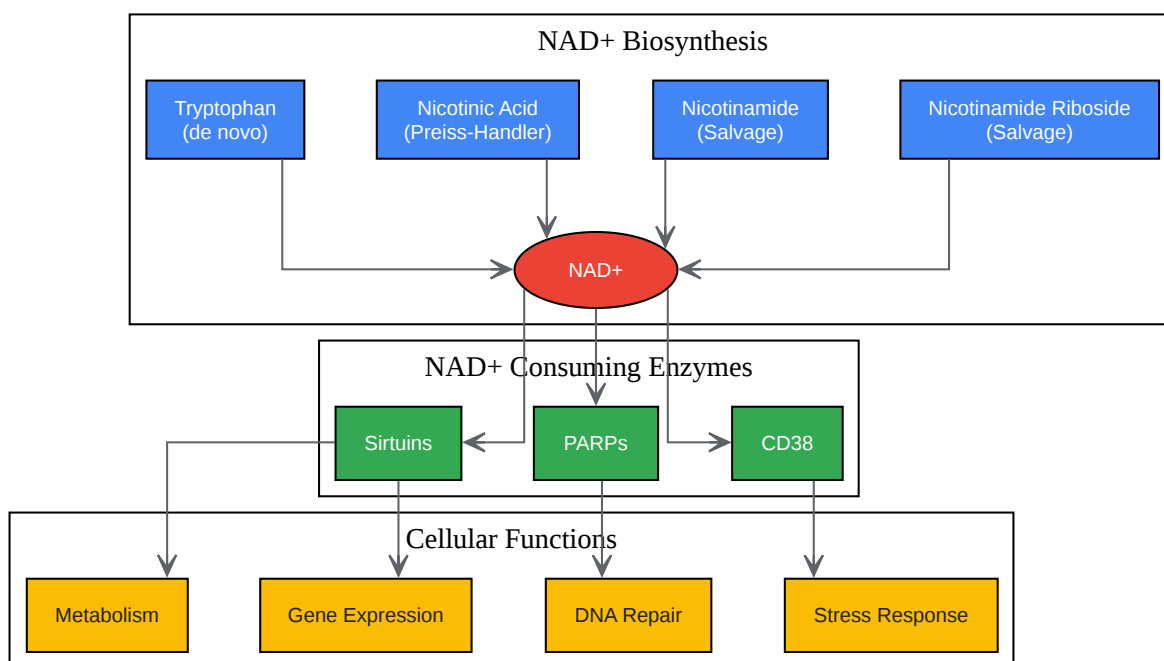 NAD+ Biosynthesis
Tryptophan
(de novo)
Nicotinic Acid
(Preiss-Handler)
Nicotinamide
(Salvage)
Nicotinamide Riboside
(Salvage)
NAD+
NAD+ Consuming Enzymes
Sirtuins
PARPs
CD38
Cellular Functions
Metabolism
Gene Expression
DNA Repair
Stress Response